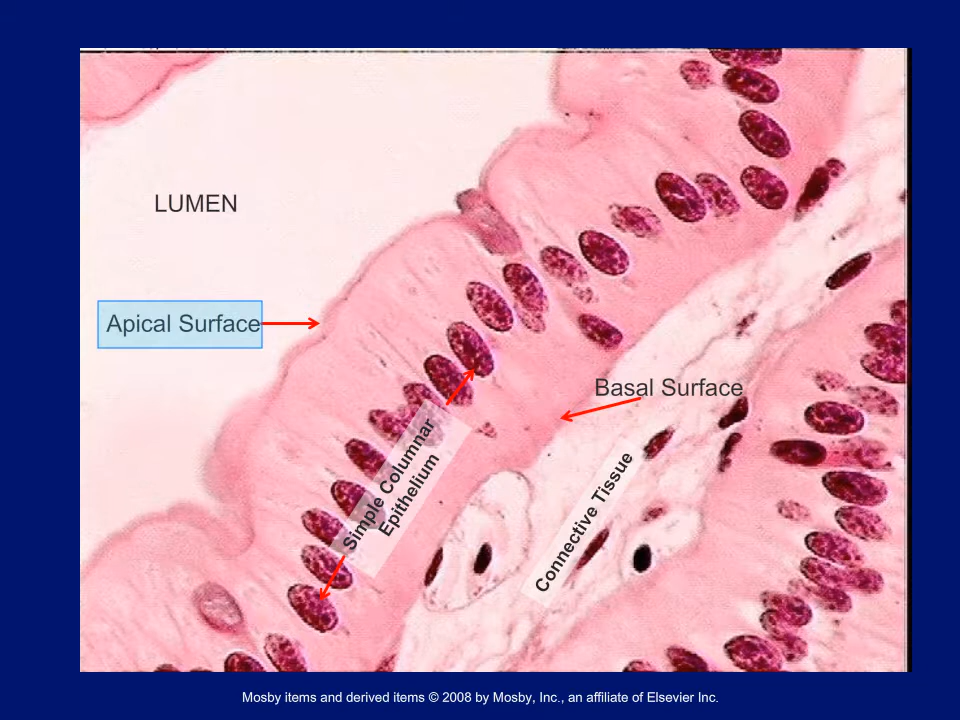 LUMEN
Apical Surface
Basal Surface
Simple Columnar
Epithelium
Connective Tissue
Mosby items and derived items © 2008 by Mosby, Inc., an affiliate of Elsevier Inc.